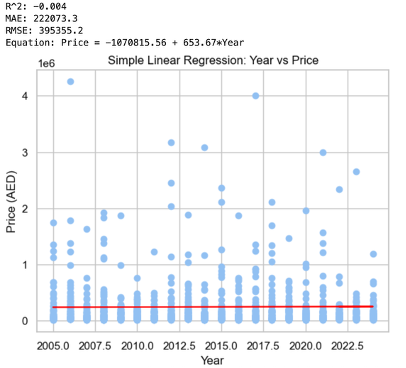 R^2: -0.004
MAE: 222073.3
RMSE: 395355.2
Equation: Price = -1070815.56 + 653.67*Year
Simple Linear Regression: Year vs Price
1e6
4
3
2
1
0
Price (AED)
2005.0 2007.5 2010.0 2012.5 2015.0 2017.5 2020.0 2022.5
Year